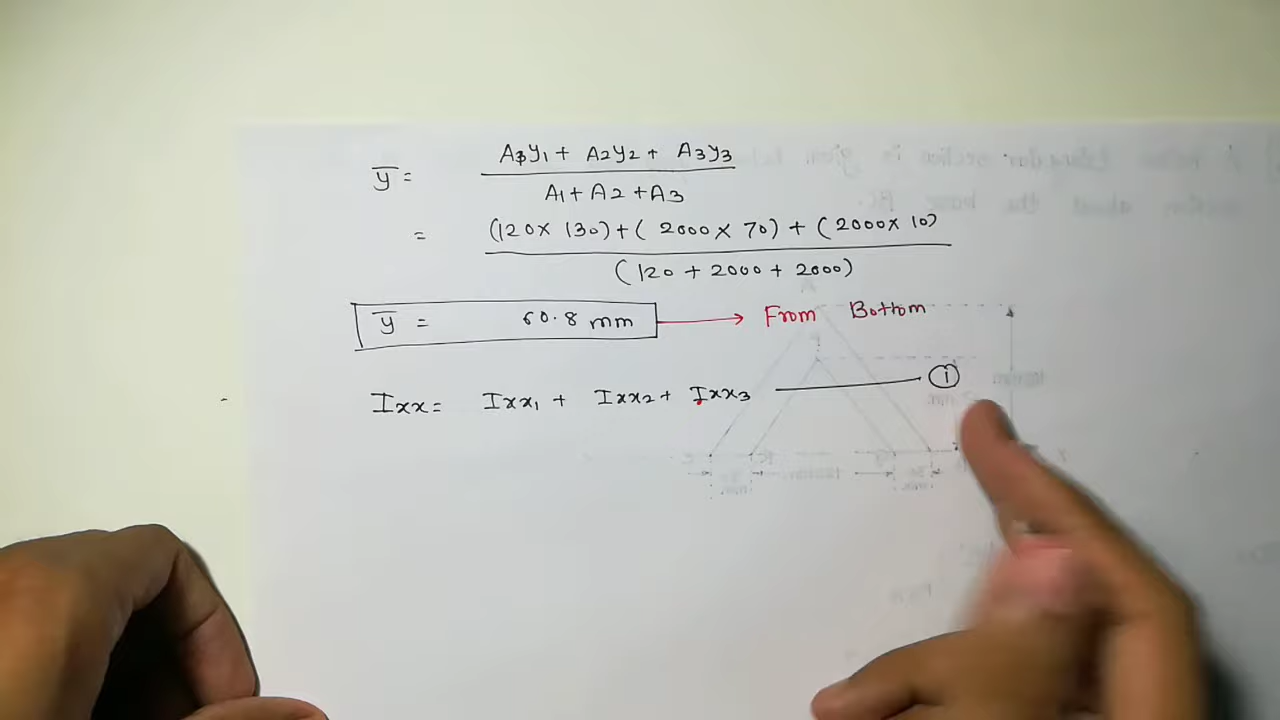 ȳ = A1y1 + A2y2 + A3y3 / A1 + A2 + A3
= (120 x 130) + ( 2000 x 70) + ( 2000 x 10) / (120 + 2000 + 2000)
ȳ = 60.8 mm → From Bottom
Ixx = Ixx1 + Ixx2 + Ixx3 — ①